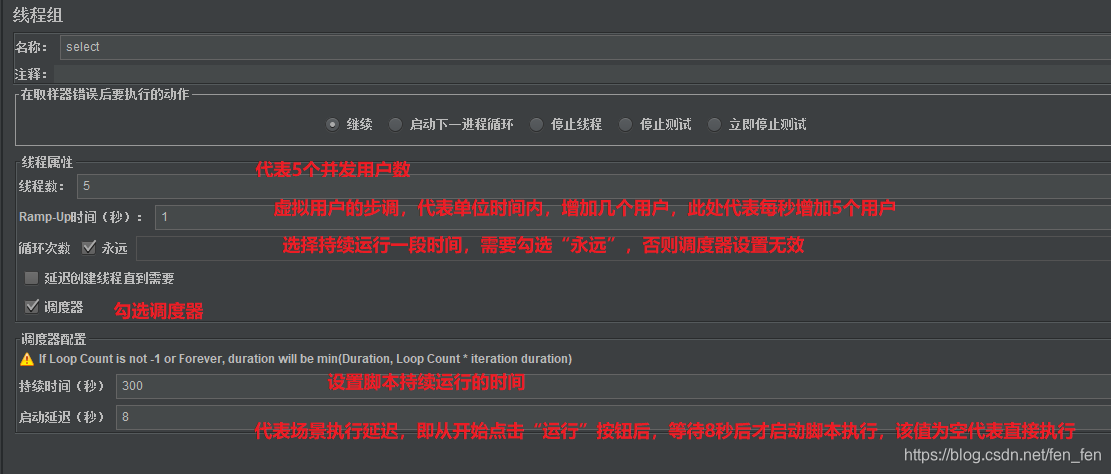 线程组
名称： select
注释：
在取样器错误后要执行的动作
继续 启动下一进程循环 停止线程 停止测试 立即停止测试
线程属性
代表5个并发用户数
线程数： 5
虚拟用户的步调，代表单位时间内，增加几个用户，此处代表每秒增加5个用户
Ramp-Up时间（秒）： 1
循环次数 永远 选择持续运行一段时间，需要勾选“永远”，否则调度器设置无效
延迟创建线程直到需要
调度器 勾选调度器
调度器配置
If Loop Count is not -1 or Forever, duration will be min(Duration, Loop Count * iteration duration)
持续时间（秒） 300 设置脚本持续运行的时间
启动延迟（秒） 8
代表场景执行延迟，即从开始点击“运行”按钮后，等待8秒后才启动脚本执行，该值为空代表直接执行
https://blog.csdn.net/fen_fen